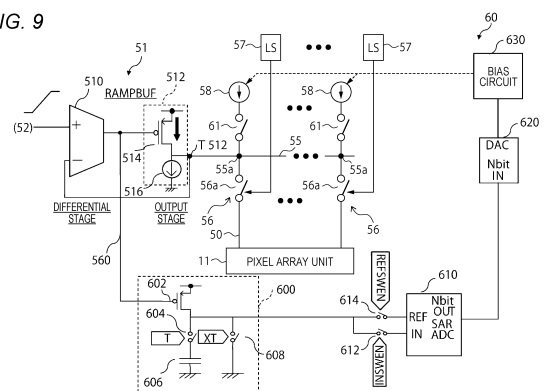 FIG. 9
60
57 LS LS 57
630
BIAS CIRCUIT
51
510
RAMPBUF
512
58 58
(52)
+
−
514
T 512
61 61
55
620
DAC
Nbit
IN
516
55a 55a
56a 56a
DIFFERENTIAL STAGE
OUTPUT STAGE
56 56
50
560
11
PIXEL ARRAY UNIT
REFSWEN
610
602
600
614
Nbit
OUT
REF
SAR
IN
ADC
604
T XT
608
612
606
INSWEN